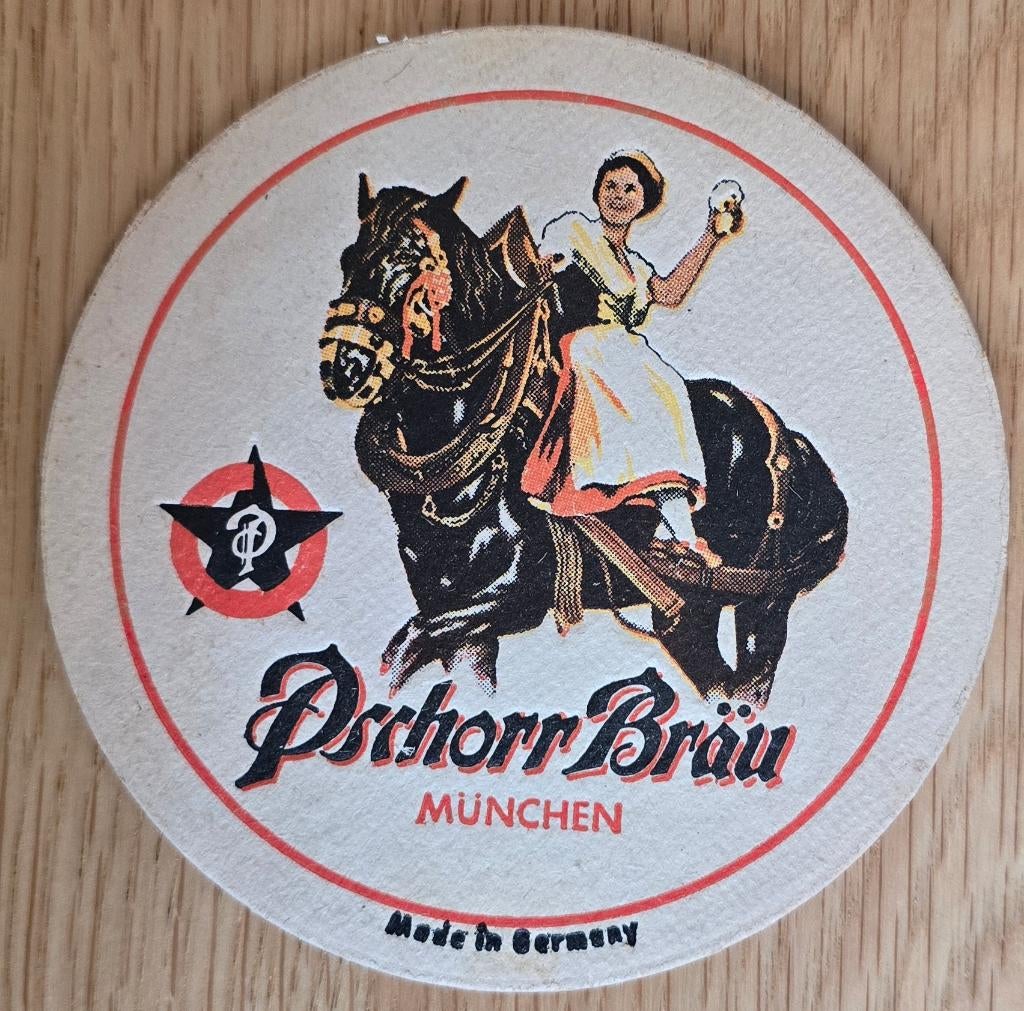 P
Pschorr Bräu
MÜNCHEN
Made in Germany